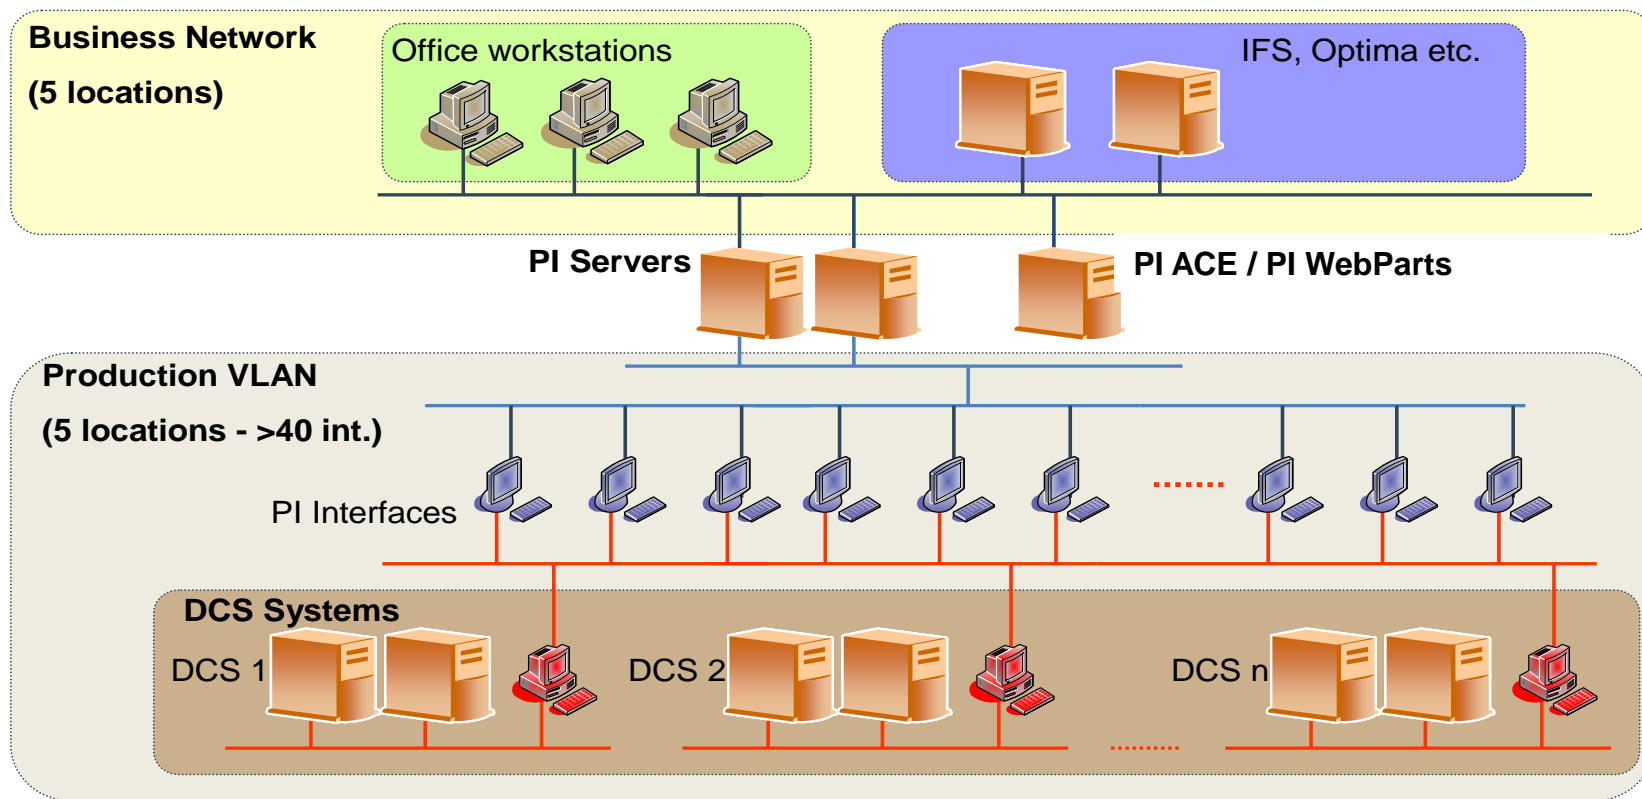 Business Network
(5 locations)
Office workstations
IFS, Optima etc.
PI Servers
PI ACE / PI WebParts
Production VLAN
(5 locations - >40 int.)
PI Interfaces
DCS Systems
DCS 1
DCS 2
DCS n